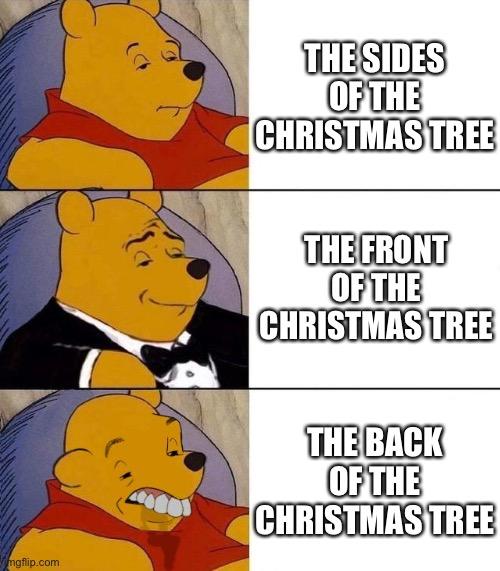 THE SIDES
OF THE
CHRISTMAS TREE
THE FRONT
OF THE
CHRISTMAS TREE
THE BACK
OF THE
CHRISTMAS TREE
imgflip.com